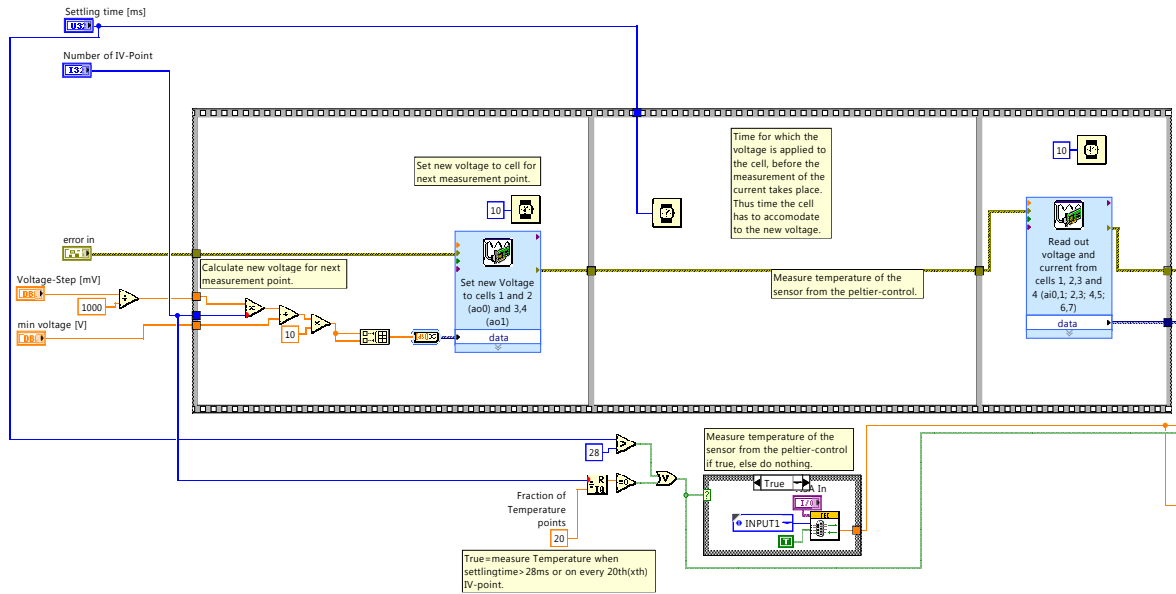 Settling time [ms]
U32
Number of IV-Point
I32
Set new voltage to cell for
next measurement point.
10
Time for which the
voltage is applied to
the cell, before the
measurement of the
current takes place.
Thus time the cell
has to accomodate
to the new voltage.
10
error in
Calculate new voltage for next
measurement point.
Voltage-Step [mV]
DBL
1000
min voltage [V]
DBL
10
Set new Voltage
to cells 1 and 2
(ao0) and 3,4
(ao1)
data
Measure temperature of the
sensor from the peltier-control.
Read out
voltage and
current from
cells 1, 2,3 and
4 (ai0,1; 2,3; 4,5;
6,7)
data
28
>
R
IQ
=0
V
Fraction of
Temperature
points
20
True=measure Temperature when
settlingtime>28ms or on every 20th(xth)
IV-point.
Measure temperature of the
sensor from the peltier-control
if true, else do nothing.
True
?
In
I/O
INPUT1
TEC
T